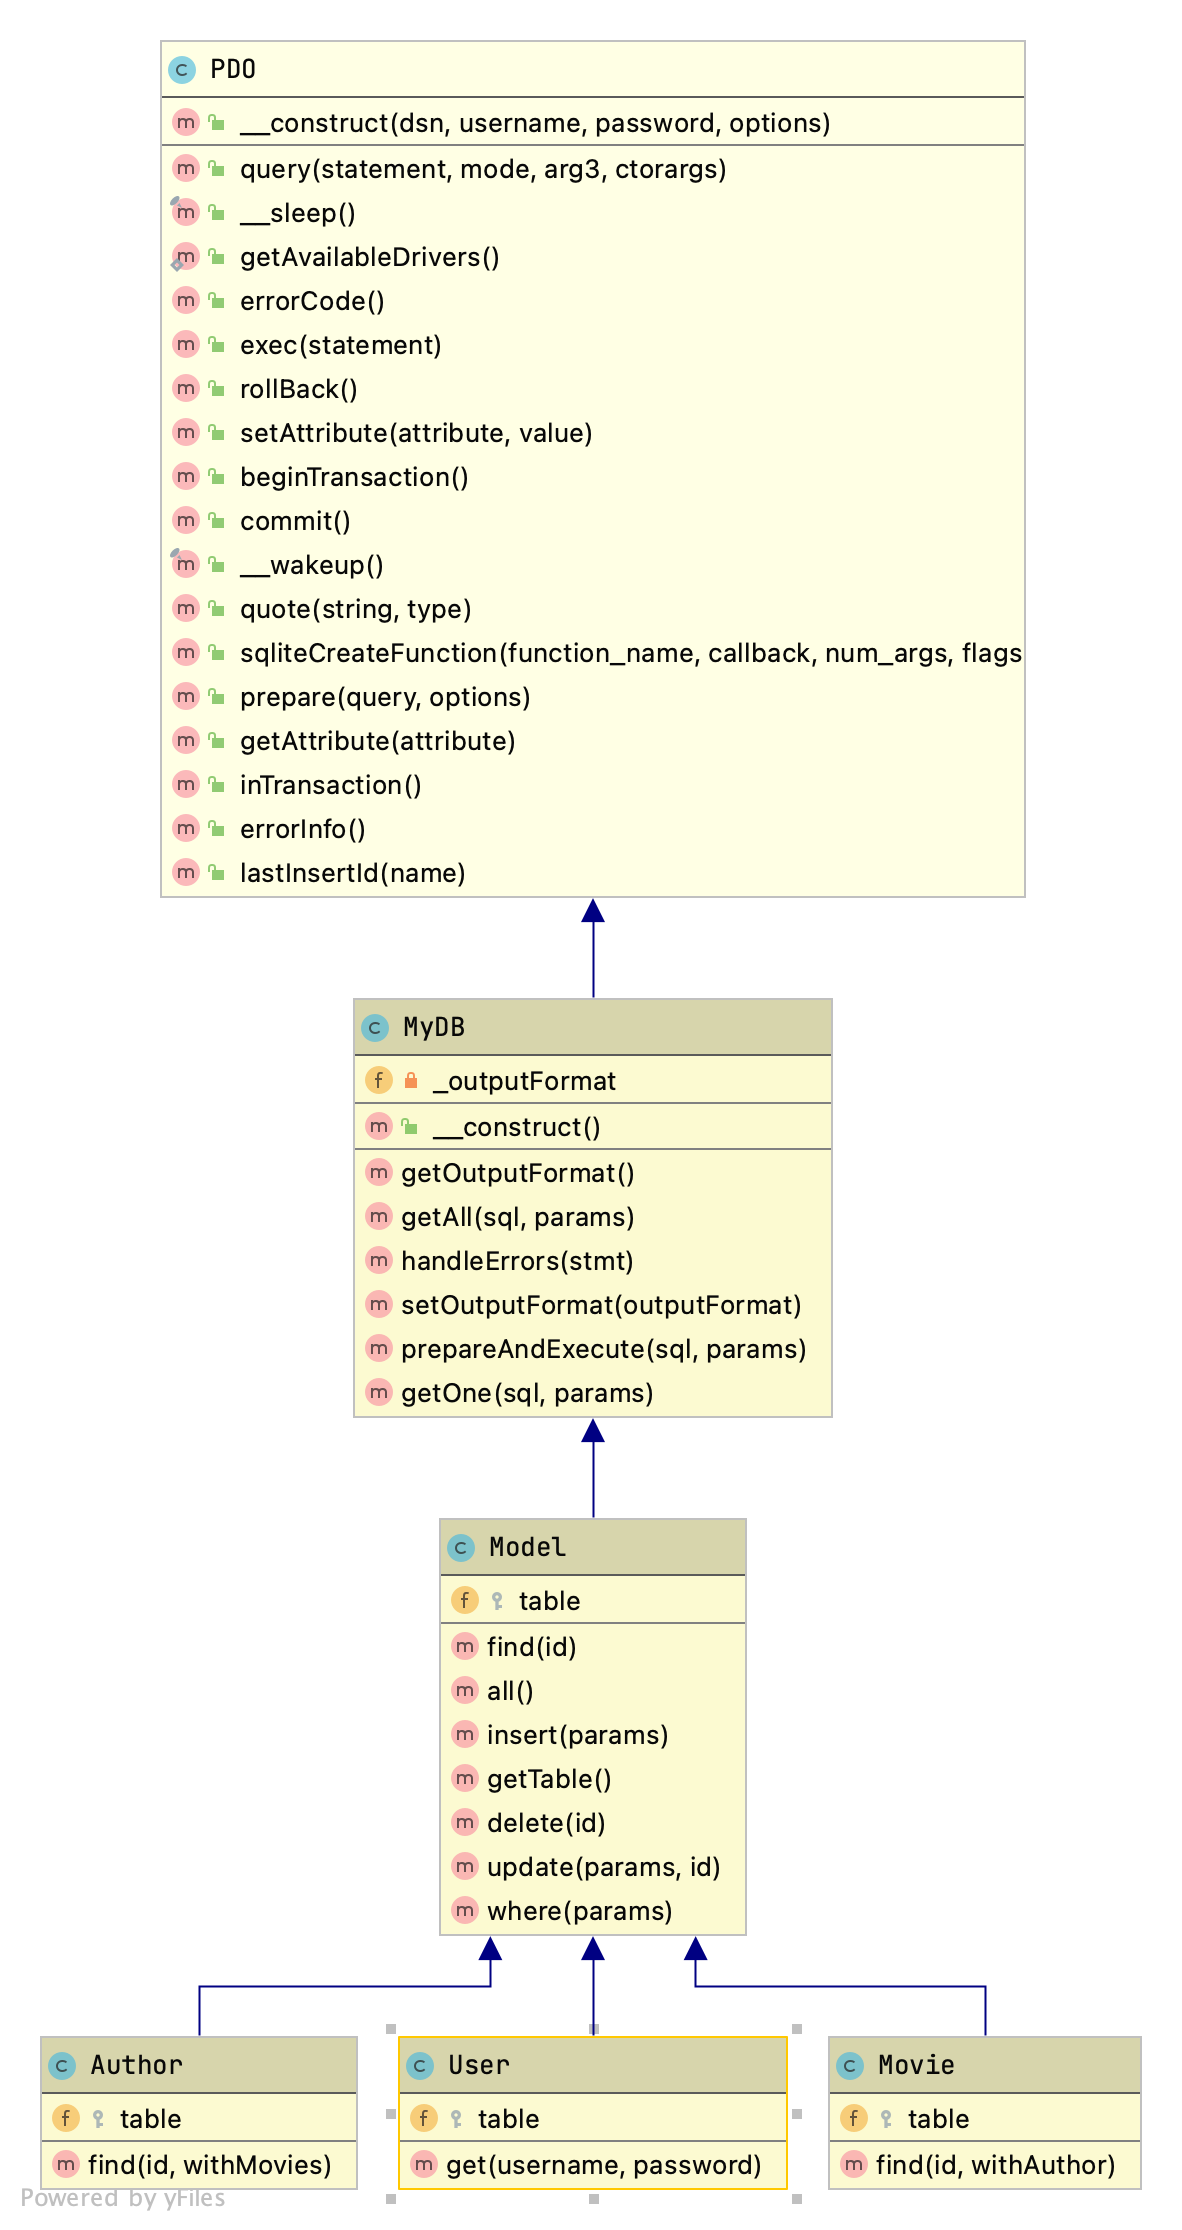 PDO
__construct(dsn, username, password, options)
query(statement, mode, arg3, ctorargs)
__sleep()
getAvailableDrivers()
errorCode()
exec(statement)
rollBack()
setAttribute(attribute, value)
beginTransaction()
commit()
__wakeup()
quote(string, type)
sqliteCreateFunction(function_name, callback, num_args, flags
prepare(query, options)
getAttribute(attribute)
inTransaction()
errorInfo()
lastInsertId(name)
MyDB
_outputFormat
__construct()
getOutputFormat()
getAll(sql, params)
handleErrors(stmt)
setOutputFormat(outputFormat)
prepareAndExecute(sql, params)
getOne(sql, params)
Model
table
find(id)
all()
insert(params)
getTable()
delete(id)
update(params, id)
where(params)
Author
table
find(id, withMovies)
User
table
get(username, password)
Movie
table
find(id, withAuthor)
Powered by yFiles